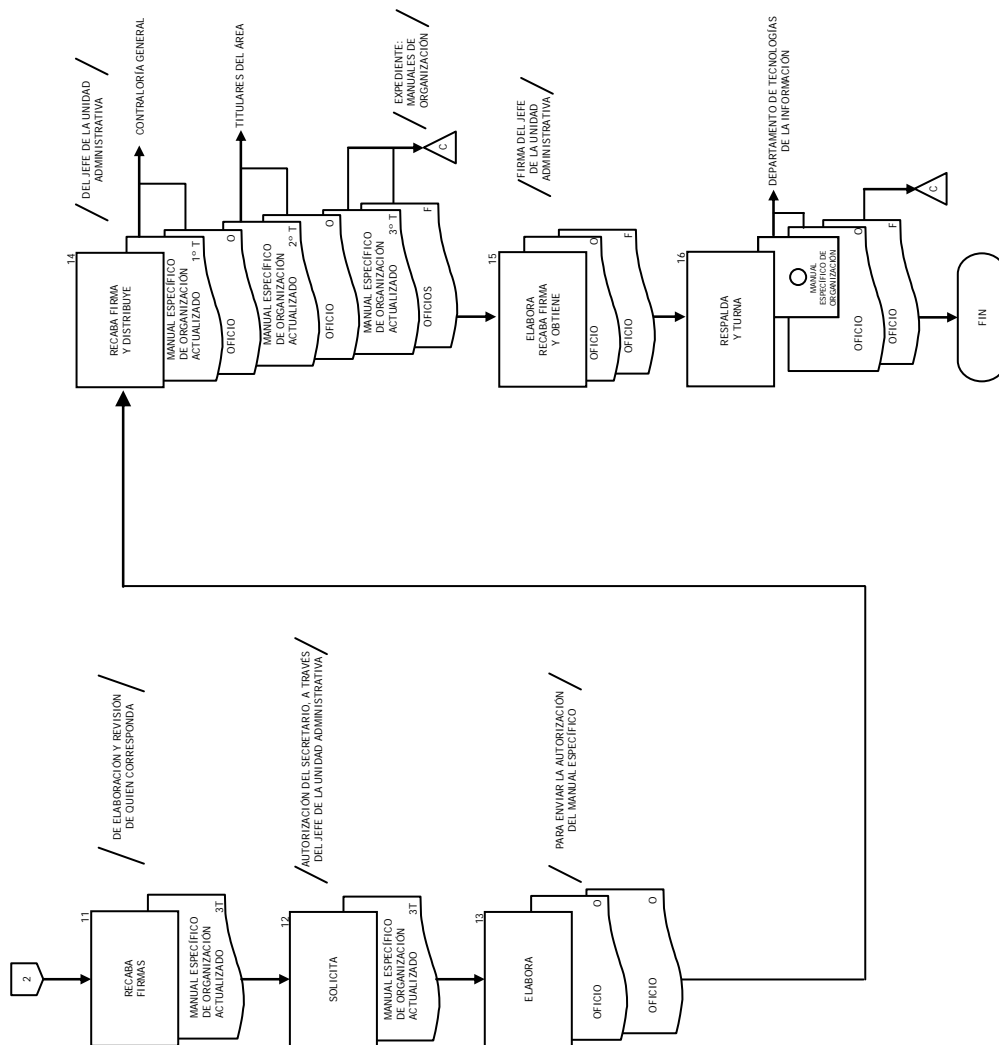 2
11
RECABA
FIRMAS
DE ELABORACIÓN Y REVISIÓN
DE QUIEN CORRESPONDA
MANUAL ESPECÍFICO
DE ORGANIZACIÓN
ACTUALIZADO
3T
12
SOLICITA
AUTORIZACIÓN DEL SECRETARIO, A TRAVÉS
DEL JEFE DE LA UNIDAD ADMINISTRATIVA
MANUAL ESPECÍFICO
DE ORGANIZACIÓN
ACTUALIZADO
3T
13
ELABORA
PARA ENVIAR LA AUTORIZACIÓN
DEL MANUAL ESPECÍFICO
OFICIO
O
OFICIO
O
14
RECABA FIRMA
Y DISTRIBUYE
DEL JEFE DE LA UNIDAD
ADMINISTRATIVA
CONTRALORÍA GENERAL
MANUAL ESPECÍFICO
DE ORGANIZACIÓN
ACTUALIZADO
1º T
OFICIO
O
TITULARES DEL ÁREA
MANUAL ESPECÍFICO
DE ORGANIZACIÓN
ACTUALIZADO
2º T
OFICIO
O
MANUAL ESPECÍFICO
DE ORGANIZACIÓN
ACTUALIZADO
3º T
OFICIOS
F
EXPEDIENTE:
MANUALES DE
ORGANIZACIÓN
C
15
ELABORA
RECABA FIRMA
Y OBTIENE
FIRMA DEL JEFE
DE LA UNIDAD
ADMINISTRATIVA
OFICIO
O
OFICIO
F
16
RESPALDA
Y TURNA
DEPARTAMENTO DE TECNOLOGÍAS
DE LA INFORMACIÓN
MANUAL
ESPECÍFICO DE
ORGANIZACIÓN
OFICIO
O
OFICIO
F
C
FIN